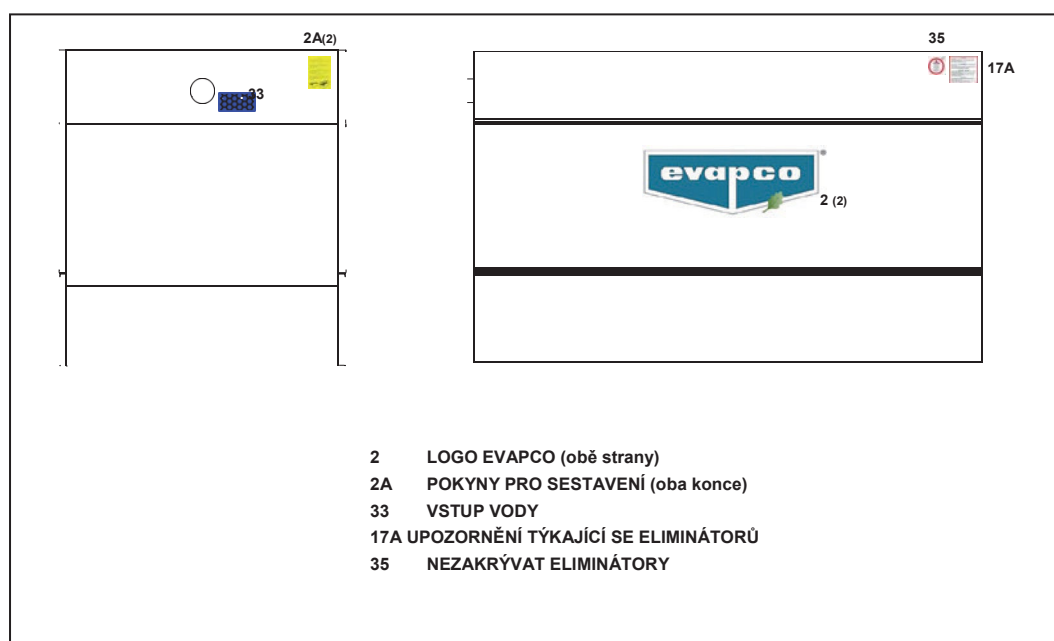 2A(2)
33
35
17A
evapco
®
2 (2)
2 LOGO EVAPCO (obě strany)
2A POKYNY PRO SESTAVENÍ (oba konce)
33 VSTUP VODY
17A UPOZORNĚNÍ TÝKAJÍCÍ SE ELIMINÁTORŮ
35 NEZAKRÝVAT ELIMINÁTORY